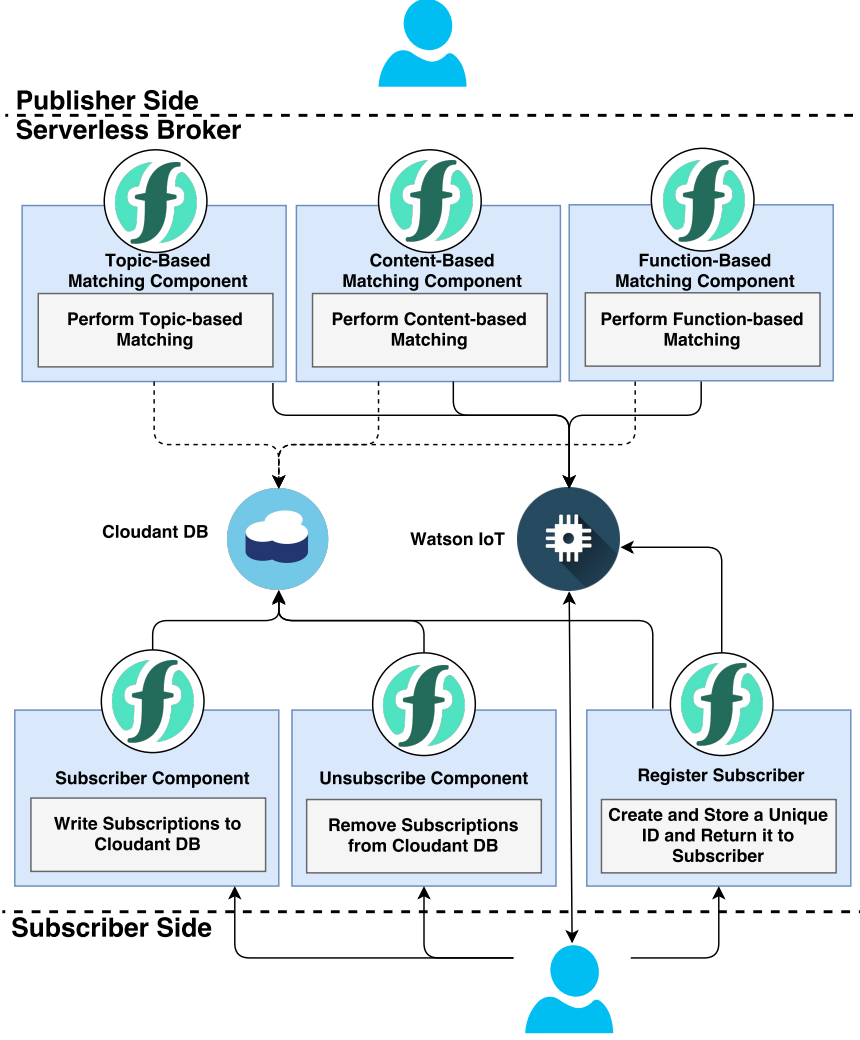 Publisher Side
Serverless Broker
Topic-Based
Matching Component
Perform Topic-based
Matching
Content-Based
Matching Component
Perform Content-based
Matching
Function-Based
Matching Component
Perform Function-based
Matching
Cloudant DB
Watson IoT
Subscriber Component
Write Subscriptions to
Cloudant DB
Unsubscribe Component
Remove Subscriptions
from Cloudant DB
Register Subscriber
Create and Store a Unique
ID and Return it to
Subscriber
Subscriber Side